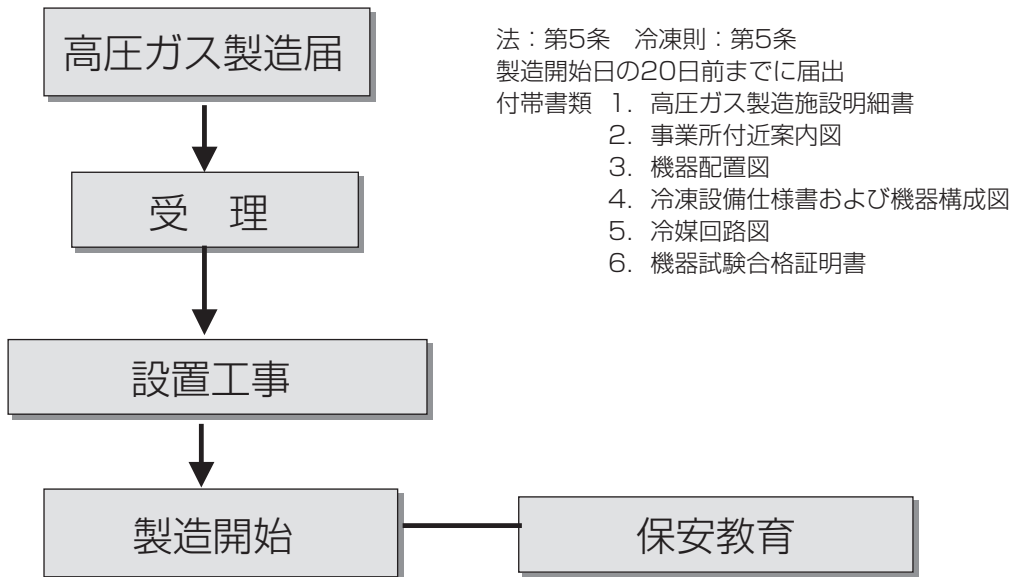 高圧ガス製造届
法：第5条　冷凍則：第5条
製造開始日の20日前までに届出
付帯書類　1．高圧ガス製造施設明細書
2．事業所付近案内図
3．機器配置図
4．冷凍設備仕様書および機器構成図
5．冷媒回路図
6．機器試験合格証明書
受　理
設置工事
製造開始
保安教育